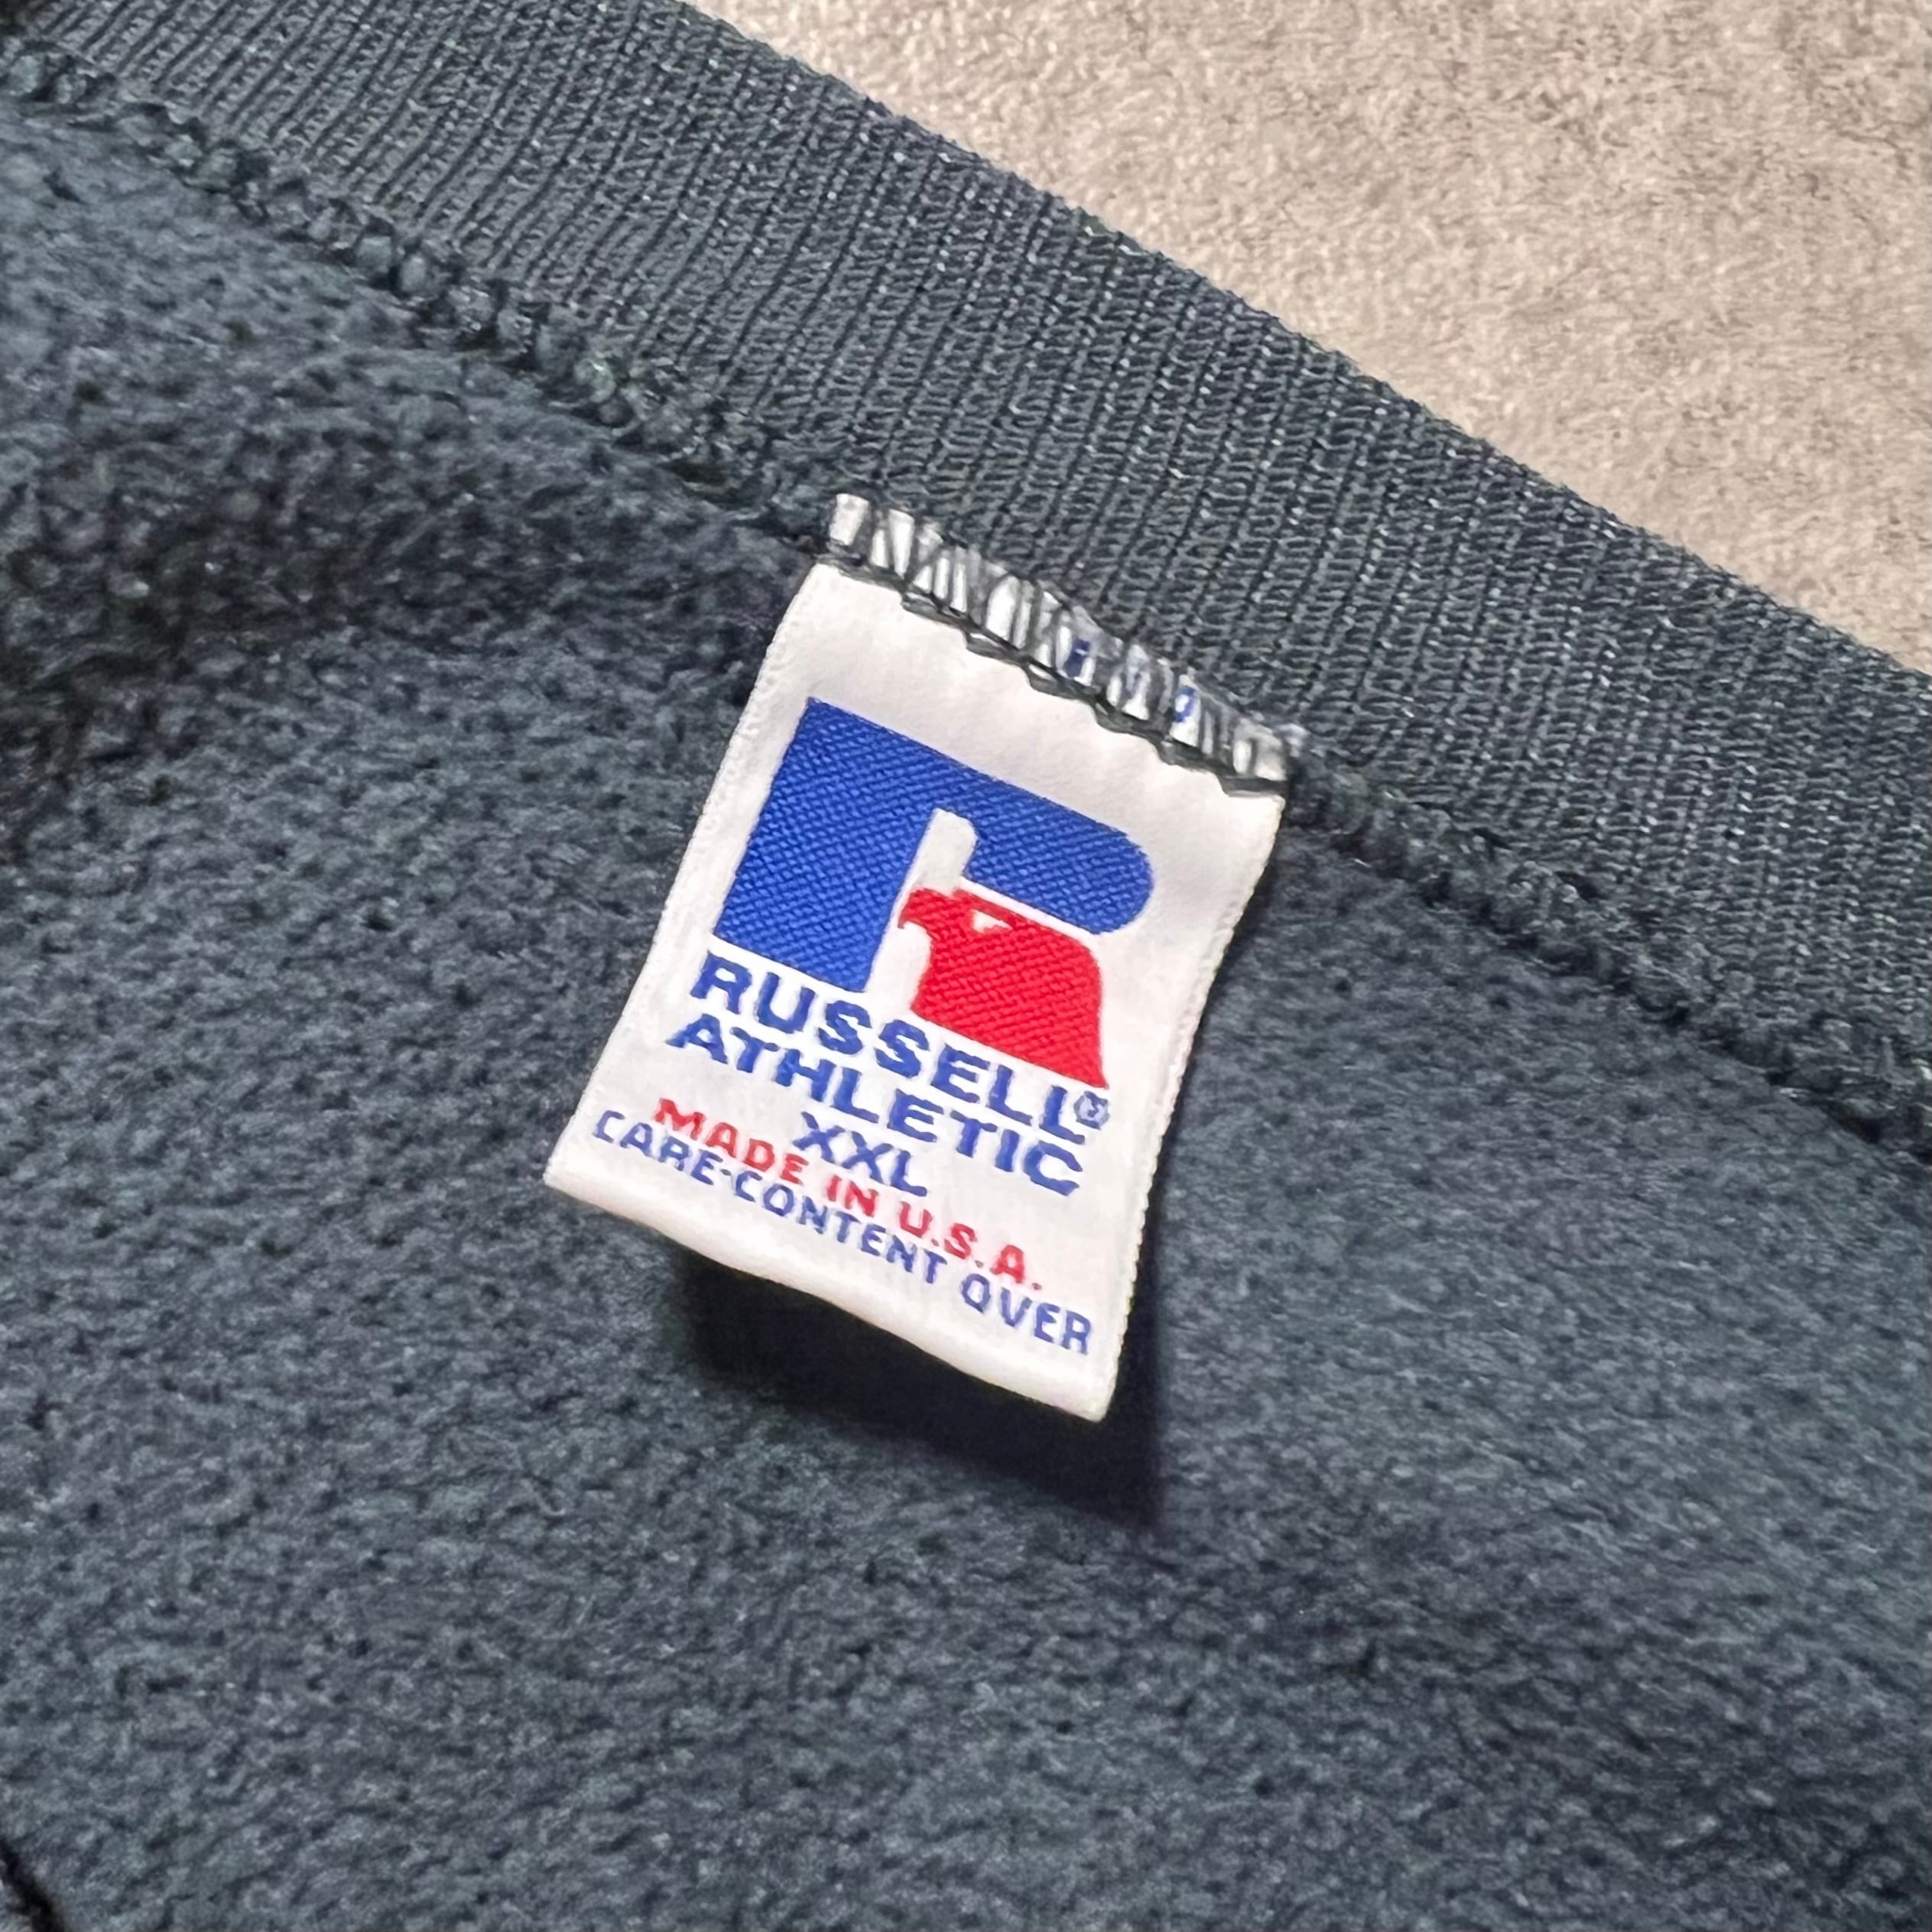 RUSSELL®
ATHLETIC
XXL
MADE IN U.S.A.
CARE-CONTENT OVER